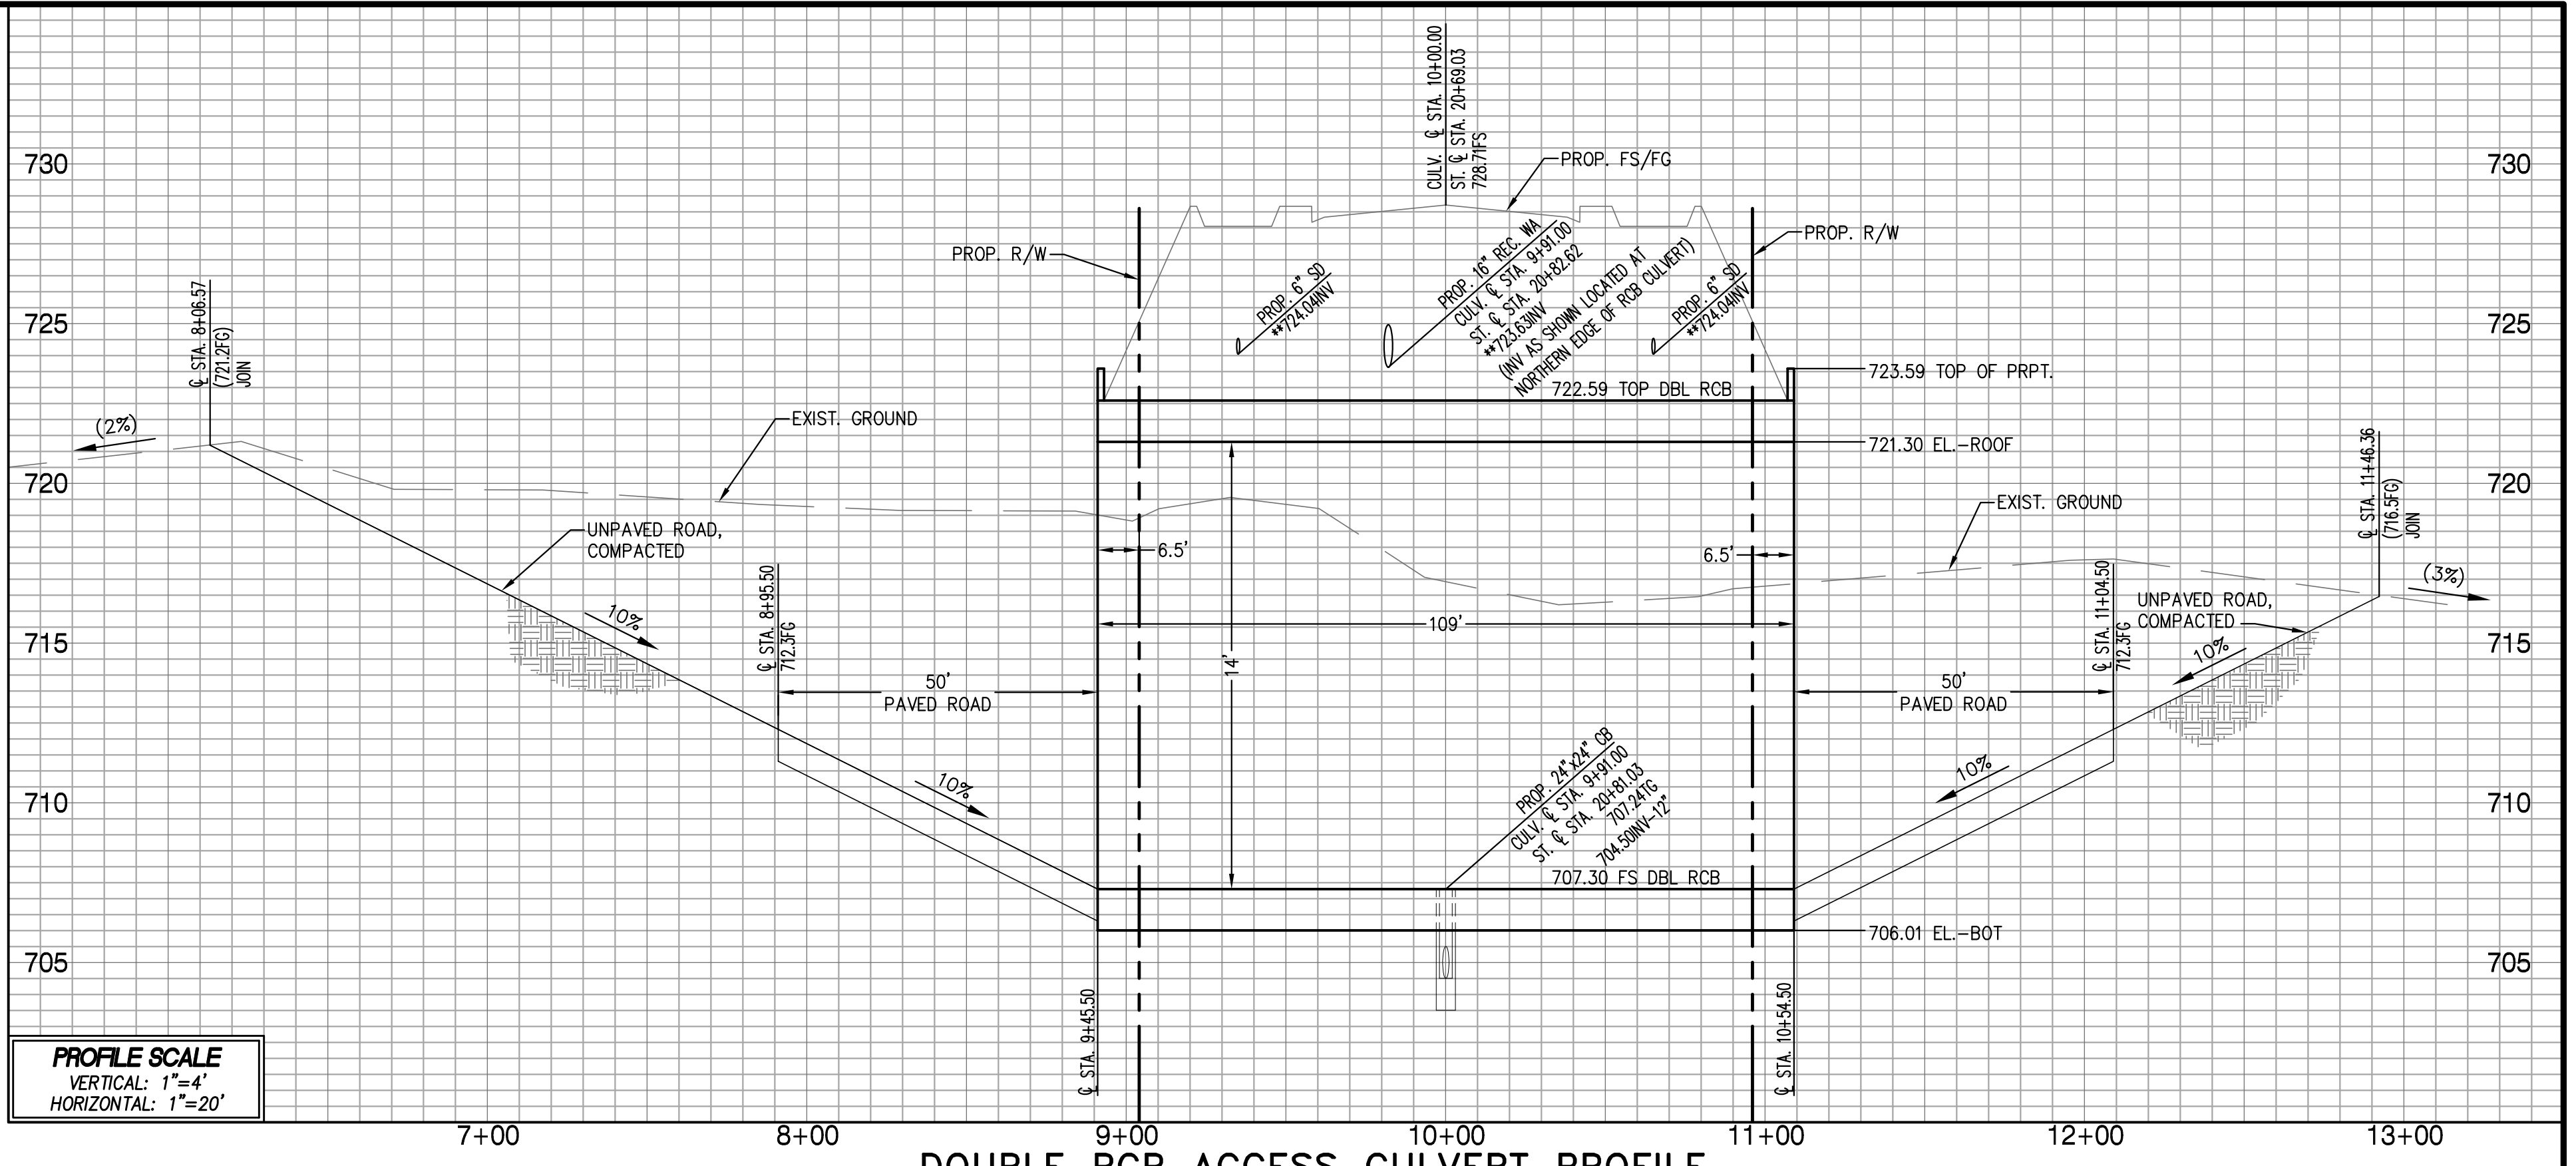 CULV. ℄ STA. 10+00.00
ST. ℄ STA. 20+69.03
728.71FS
730
730
PROP. FS/FG
PROP. R/W
PROP. R/W
PROP. 6" SD
**724.04INV
PROP. 16" REC. WA
CULV. ℄ STA. 9+91.00
ST. ℄ STA. 20+82.62
**723.63INV
(INV AS SHOWN LOCATED AT
NORTHERN EDGE OF RCB CULVERT)
PROP. 6" SD
**724.04INV
℄ STA. 8+06.57
(721.2FG)
JOIN
725
725
723.59 TOP OF PRPT.
722.59 TOP DBL RCB
(2%)
EXIST. GROUND
721.30 EL.-ROOF
℄ STA. 11+46.36
(716.5FG)
JOIN
720
720
EXIST. GROUND
UNPAVED ROAD,
COMPACTED
6.5'
6.5'
℄ STA. 8+95.50
712.3FG
℄ STA. 11+04.50
712.3FG
(3%)
UNPAVED ROAD,
COMPACTED
10%
109'
10%
715
715
14'
50'
PAVED ROAD
50'
PAVED ROAD
PROP. 24"x24" CB
CULV. ℄ STA. 9+91.00
ST. ℄ STA. 20+81.03
707.24TG
704.50INV-12"
10%
10%
710
710
707.30 FS DBL RCB
706.01 EL.-BOT
705
705
℄ STA. 9+45.50
℄ STA. 10+54.50
PROFILE SCALE
VERTICAL: 1"=4'
HORIZONTAL: 1"=20'
7+00
8+00
9+00
10+00
11+00
12+00
13+00
DOUBLE RCB ACCESS CULVERT PROFILE